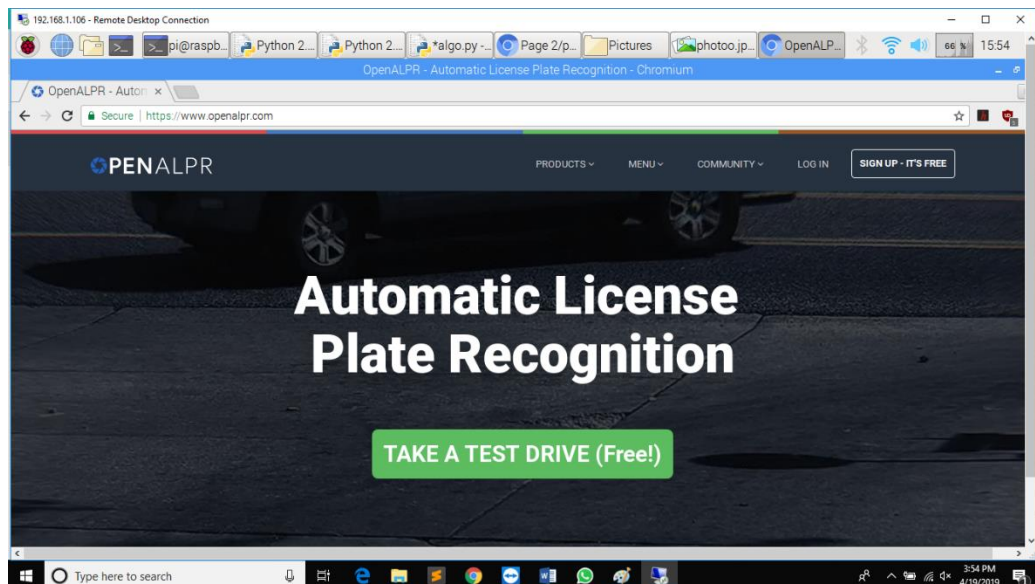 192.168.1.106 - Remote Desktop Connection
pi@raspb... Python 2.... Python 2.... *algo.py -... Page 2/p... Pictures photoo.jp... OpenALP... 66 % 15:54
OpenALPR - Automatic License Plate Recognition - Chromium
OpenALPR - Autom
Secure | https://www.openalpr.com
OPENALPR PRODUCTS MENU COMMUNITY LOG IN SIGN UP - IT'S FREE
Automatic License
Plate Recognition
TAKE A TEST DRIVE (Free!)
Type here to search
3:54 PM
4/19/2019